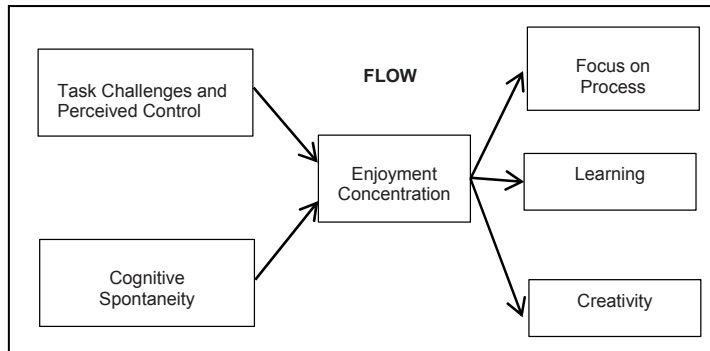 Task Challenges and
Perceived Control
Cognitive
Spontaneity
FLOW
Enjoyment
Concentration
Focus on
Process
Learning
Creativity